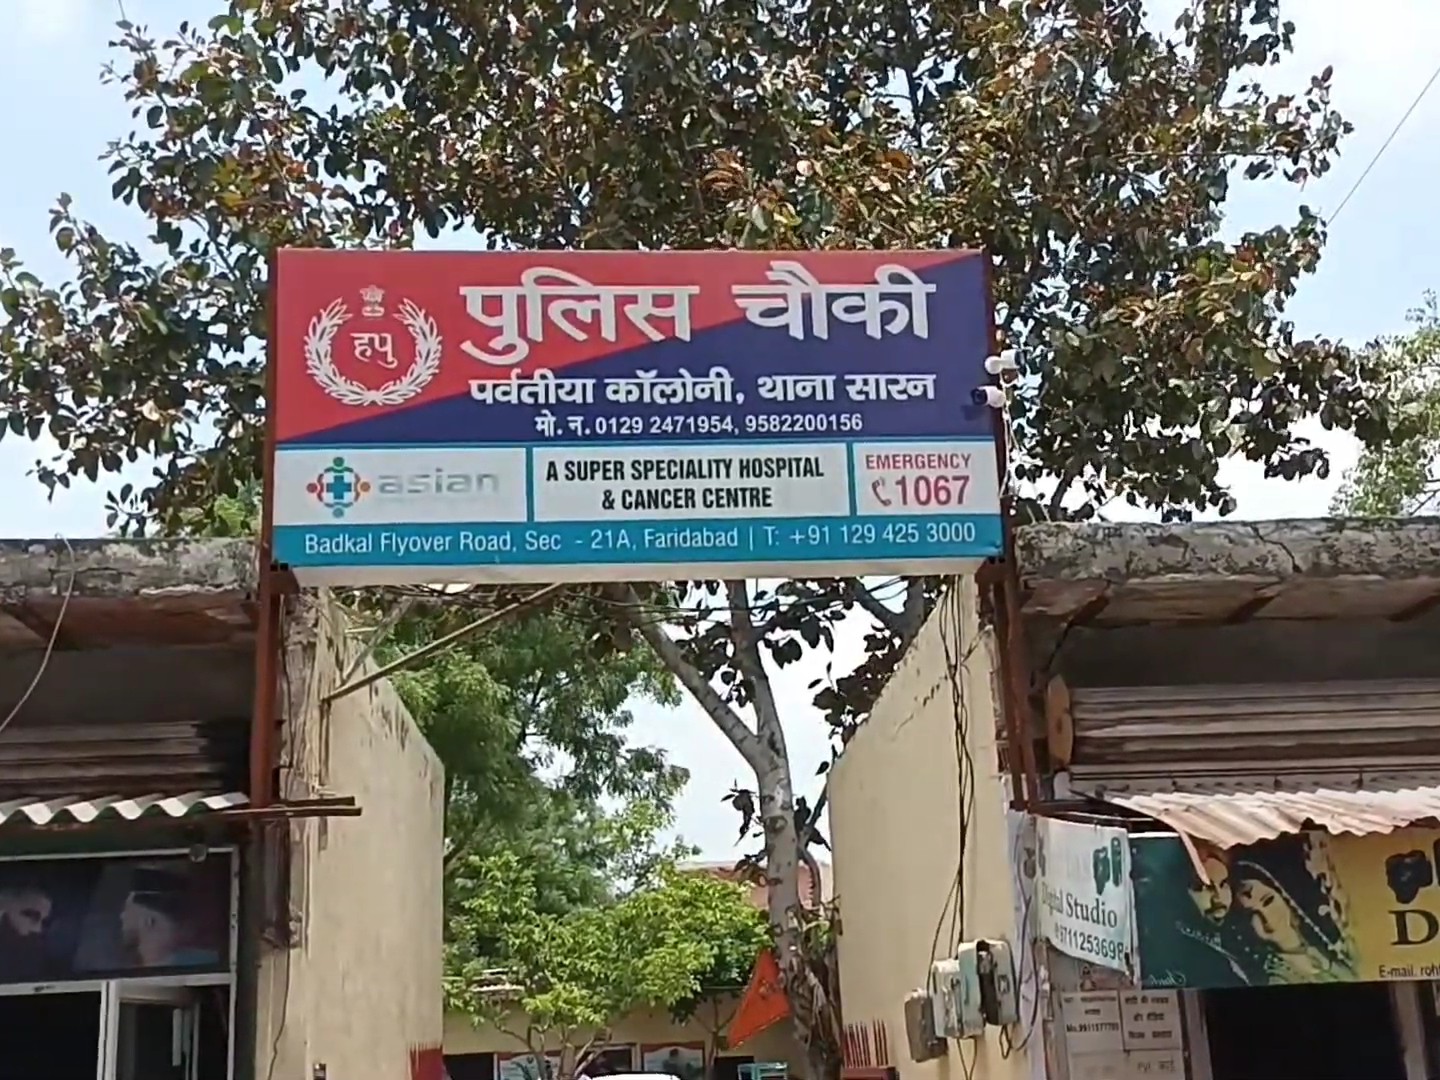 पुलिस चौकी
हपु
पर्वतीया कॉलोनी, थाना सारन
मो. न. 0129 2471954, 9582200156
asian
A SUPER SPECIALITY HOSPITAL
& CANCER CENTRE
EMERGENCY
1067
Badkal Flyover Road, Sec - 21A, Faridabad | T: +91 129 425 3000
Digital Studio
D
E-mail.